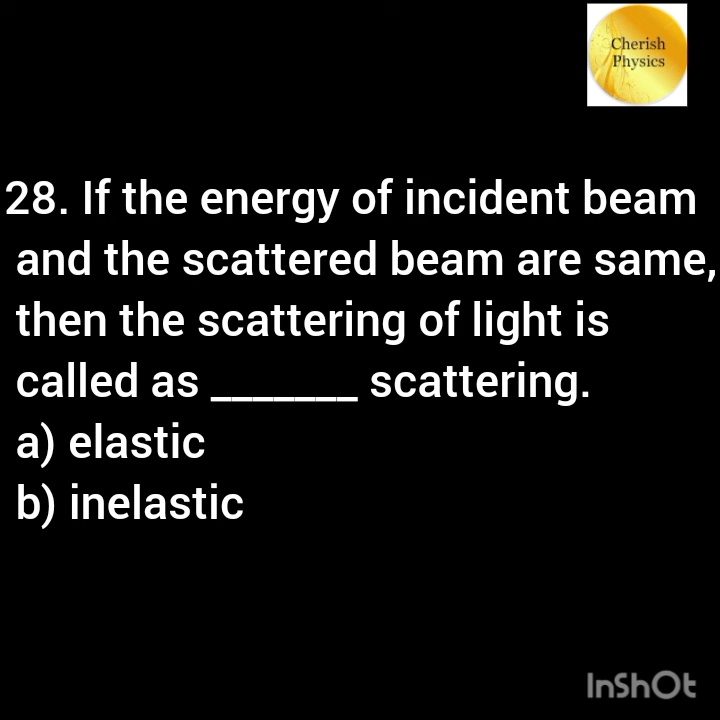 Cherish
Physics
28. If the energy of incident beam
and the scattered beam are same,
then the scattering of light is
called as _______ scattering.
a) elastic
b) inelastic
InShOt